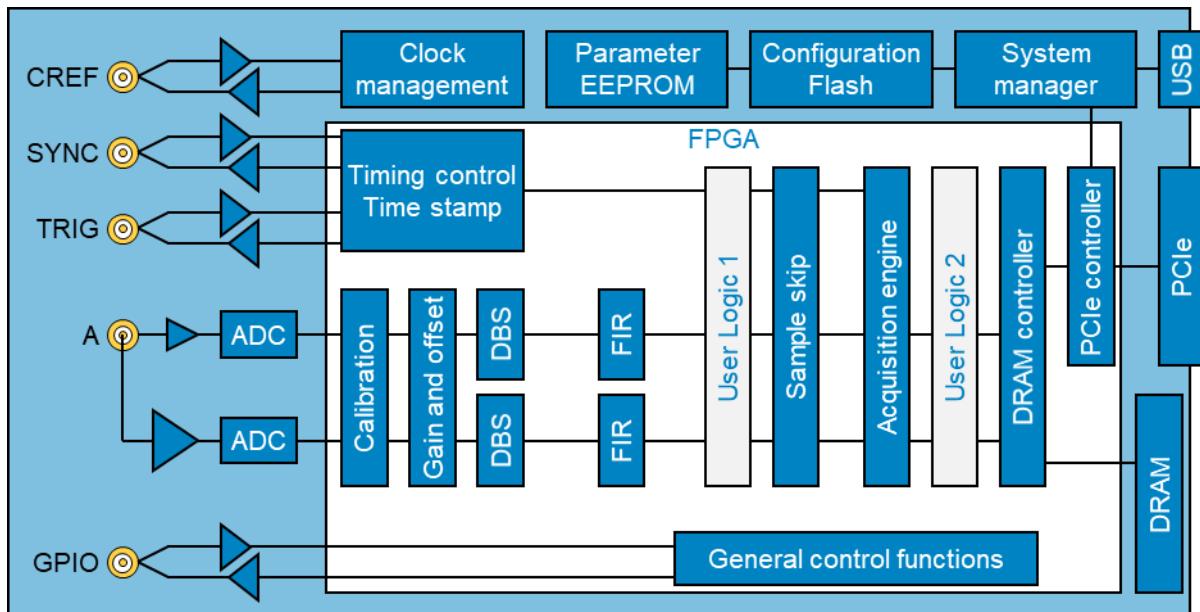 CREF
Clock
management
Parameter
EEPROM
Configuration
Flash
System
manager
USB
SYNC
TRIG
Timing control
Time stamp
FPGA
A
ADC
ADC
Calibration
Gain and offset
DBS
DBS
FIR
FIR
User Logic 1
Sample skip
Acquisition engine
User Logic 2
DRAM controller
PCIe controller
PCIe
DRAM
GPIO
General control functions